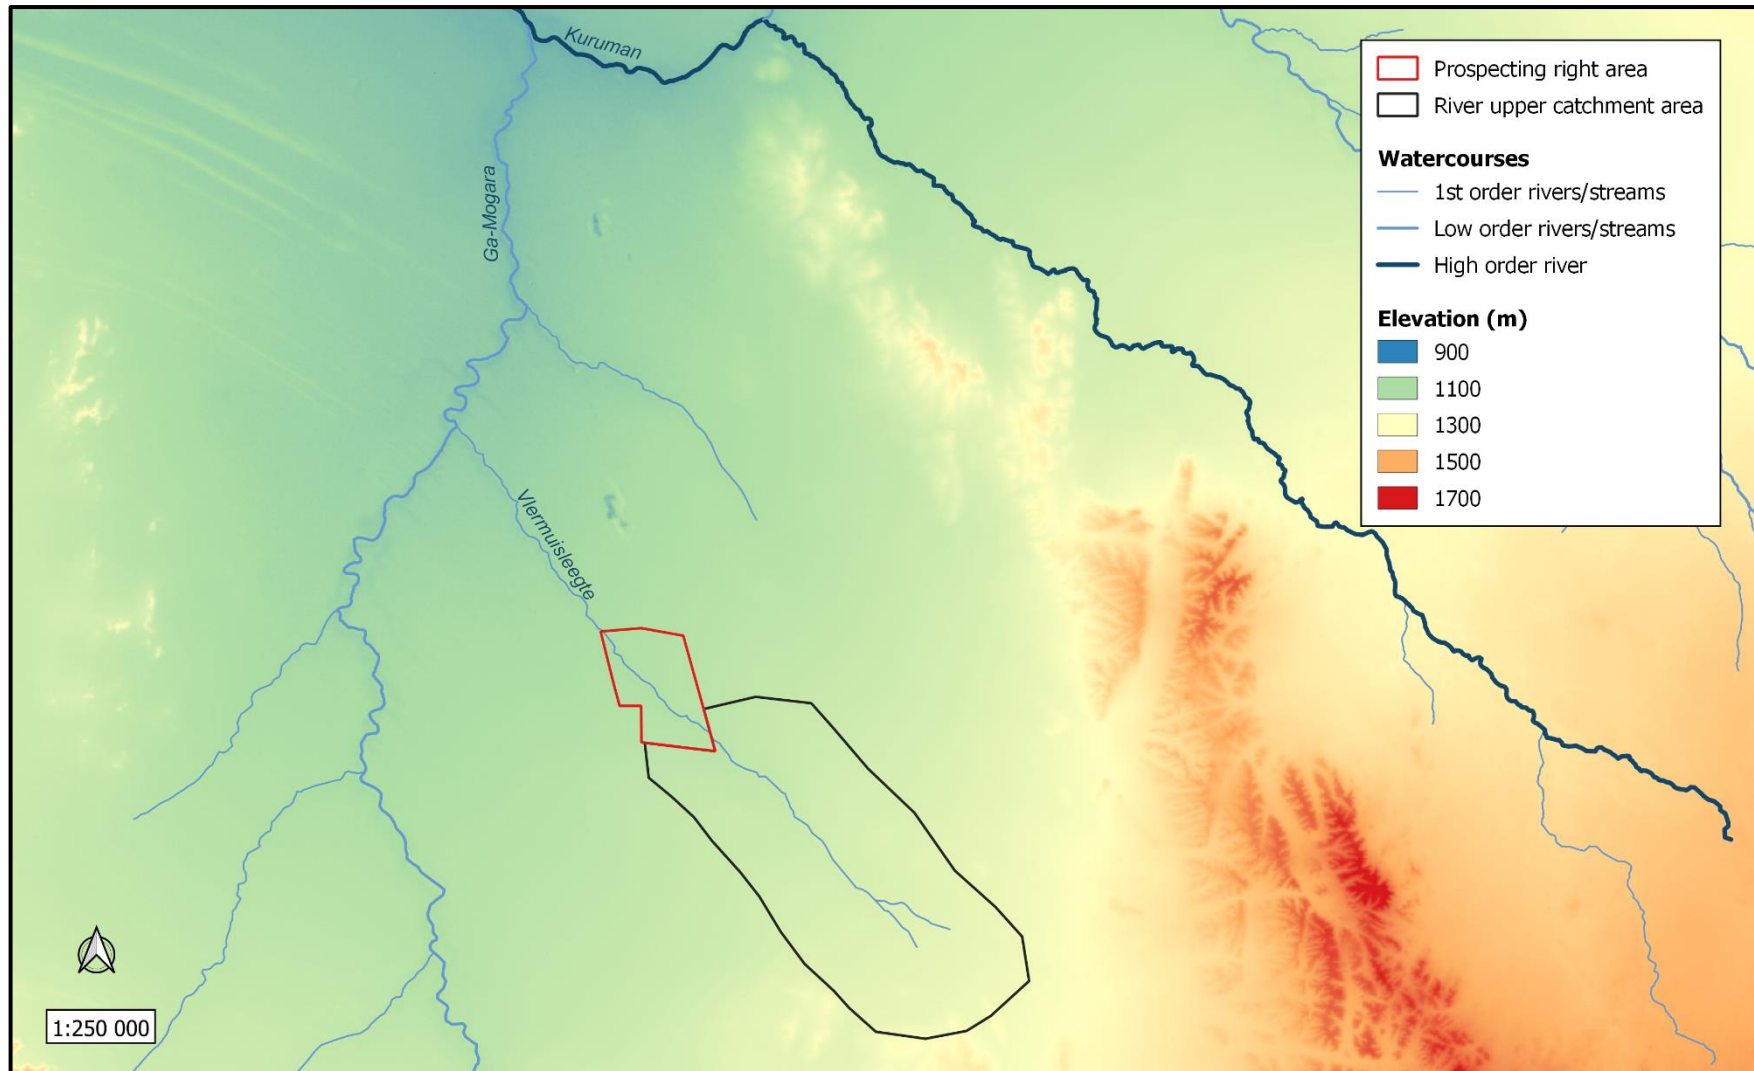 Kuruman
Ga-Mogara
Vlermuisleegte
Prospecting right area
River upper catchment area
Watercourses
1st order rivers/streams
Low order rivers/streams
High order river
Elevation (m)
900
1100
1300
1500
1700
1:250 000